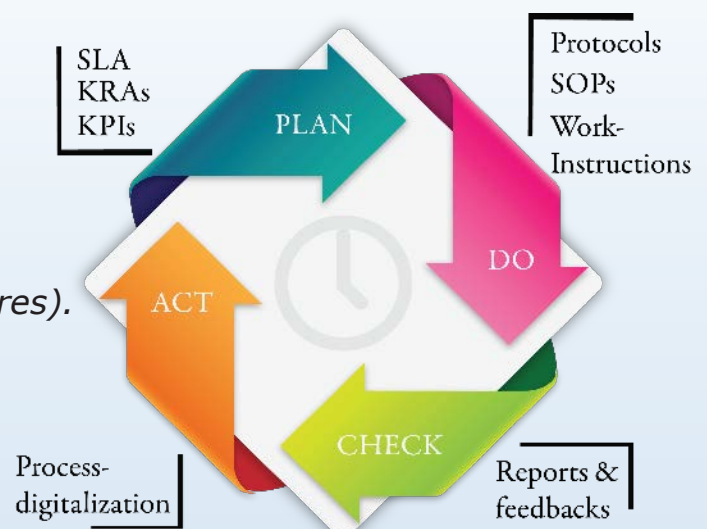 SLA
KRAs
KPIs
PLAN
Protocols
SOPs
Work-
Instructions
DO
res).
ACT
CHECK
Process-
digitalization
Reports &
feedbacks